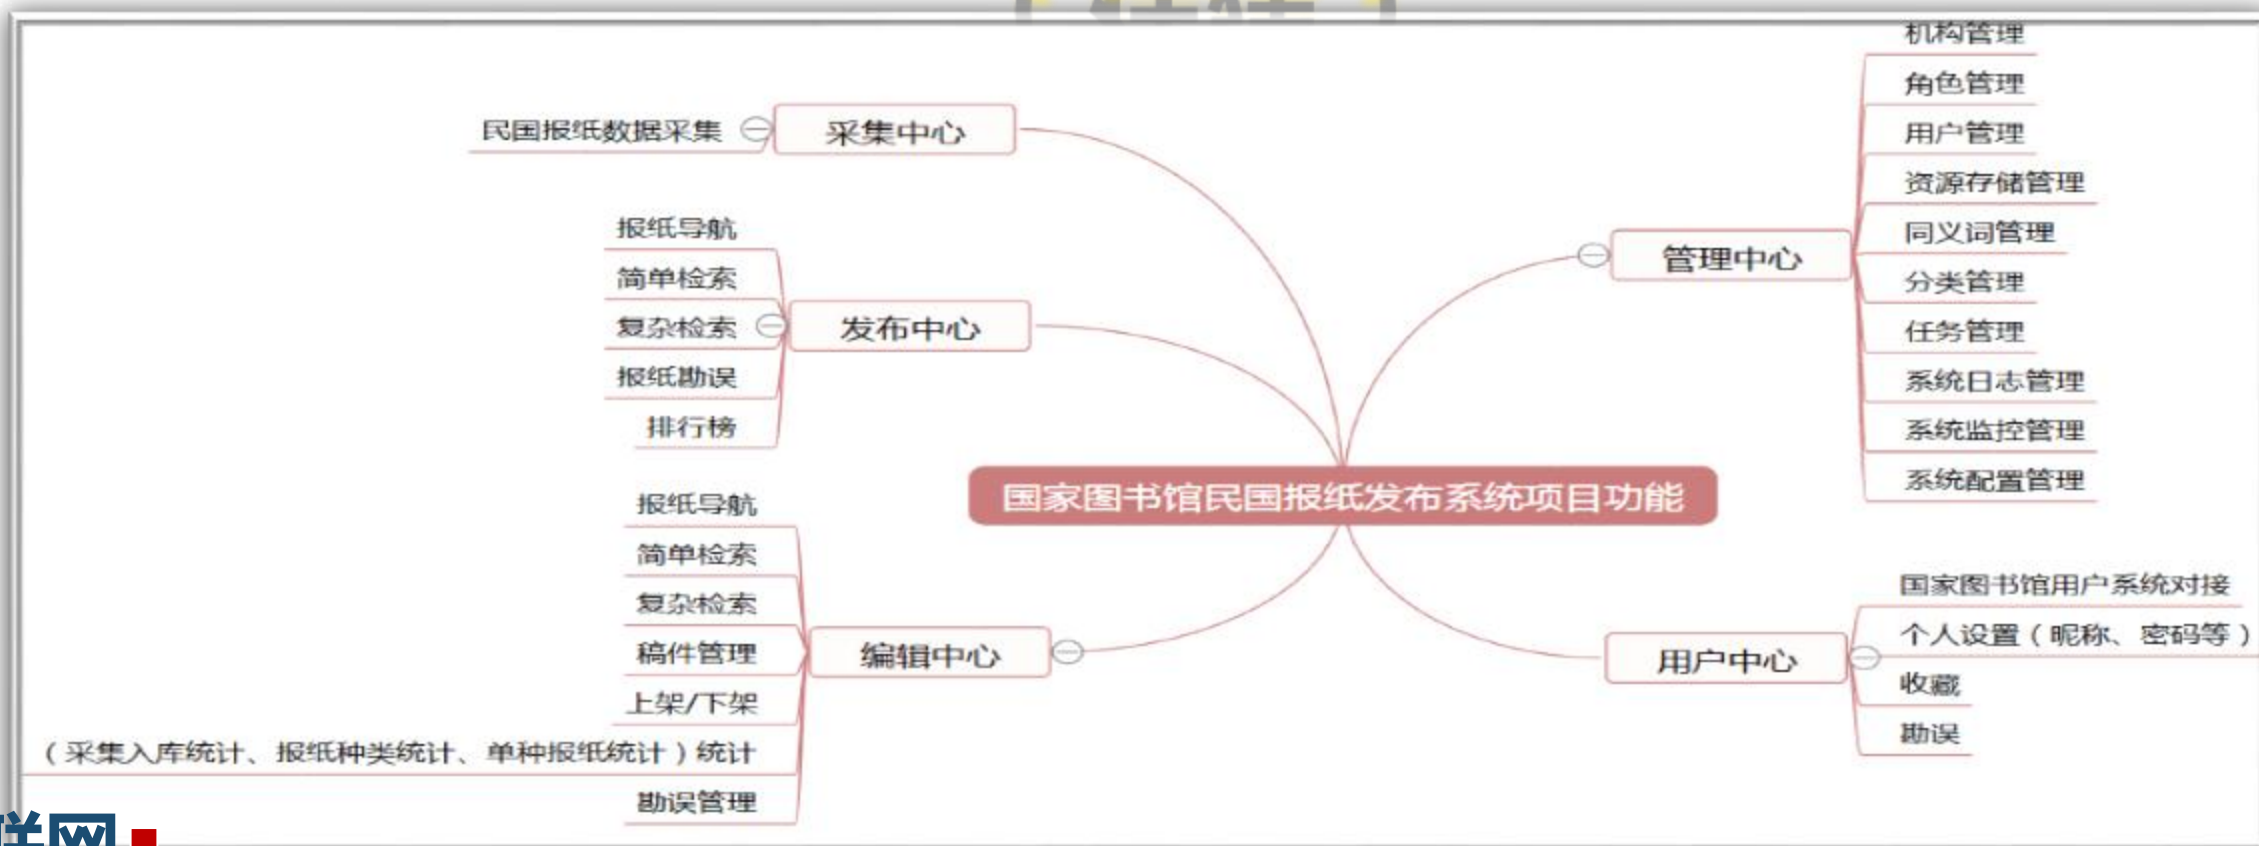 采集中心
民国报纸数据采集
发布中心
报纸导航
简单检索
复杂检索
报纸勘误
排行榜
编辑中心
报纸导航
简单检索
复杂检索
稿件管理
上架/下架
（采集入库统计、报纸种类统计、单种报纸统计）统计
勘误管理
国家图书馆民国报纸发布系统项目功能
管理中心
机构管理
角色管理
用户管理
资源存储管理
同义词管理
分类管理
任务管理
系统日志管理
系统监控管理
系统配置管理
用户中心
国家图书馆用户系统对接
个人设置（昵称、密码等）
收藏
勘误